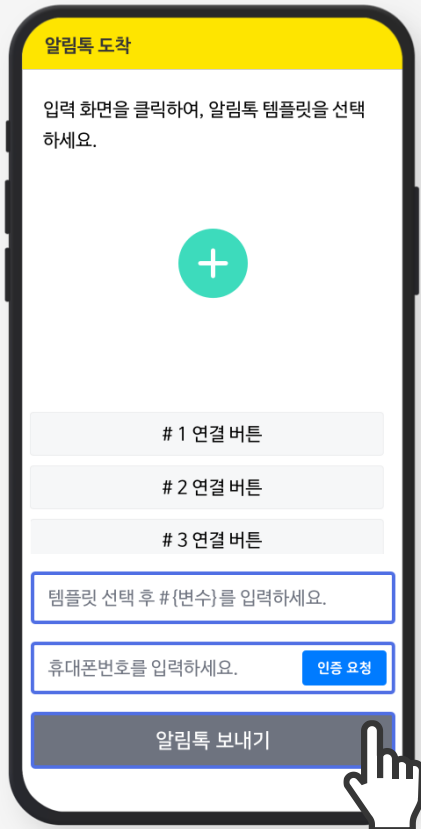 알림톡 도착
입력 화면을 클릭하여, 알림톡 템플릿을 선택
하세요.
# 1 연결 버튼
# 2 연결 버튼
# 3 연결 버튼
템플릿 선택 후 #{변수}를 입력하세요.
휴대폰번호를 입력하세요.
인증 요청
알림톡 보내기